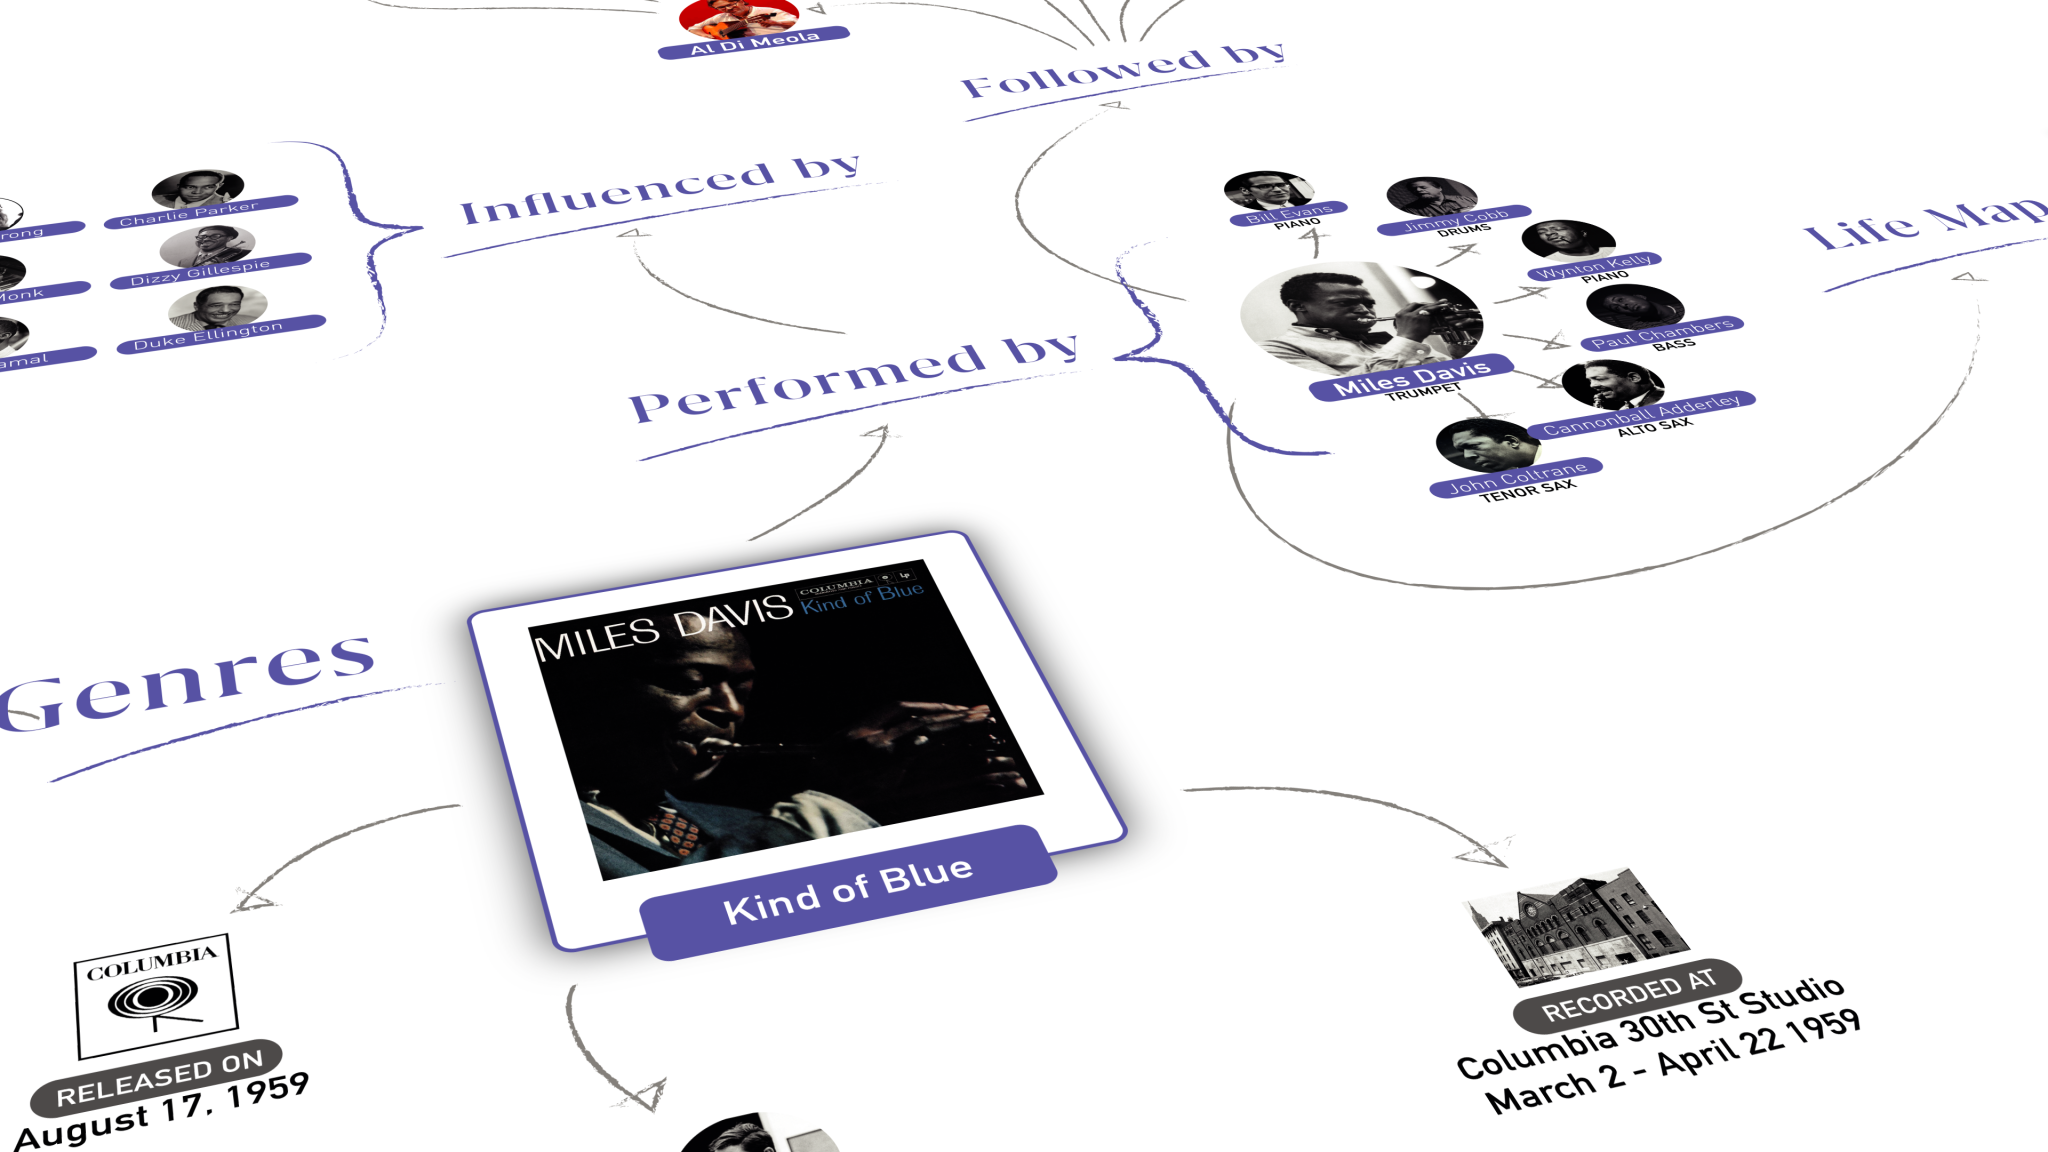 Al Di Meola
Followed by
Influenced by
Charlie Parker
Dizzy Gillespie
Duke Ellington
rong
Monk
amal
Performed by
Bill Evans
PIANO
Jimmy Cobb
DRUMS
Wynton Kelly
PIANO
Paul Chambers
BASS
Miles Davis
TRUMPET
Cannonball Adderley
ALTO SAX
John Coltrane
TENOR SAX
Life Map
Genres
MILES DAVIS
COLUMBIA
Kind of Blue
Kind of Blue
COLUMBIA
RELEASED ON
August 17, 1959
RECORDED AT
Columbia 30th St Studio
March 2 - April 22 1959